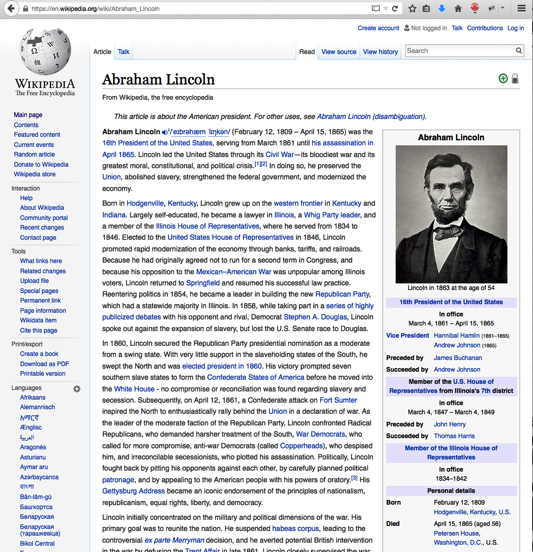 https://en.wikipedia.org/wiki/Abraham_Lincoln
Create account Not logged in Talk Contributions Log in
Article Talk Read View source View history Search
WIKIPEDIA
The Free Encyclopedia
Main page
Contents
Featured content
Current events
Random article
Donate to Wikipedia
Wikipedia store
Interaction
Help
About Wikipedia
Community portal
Recent changes
Contact page
Tools
What links here
Related changes
Upload file
Special pages
Permanent link
Page information
Wikidata item
Cite this page
Print/export
Create a book
Download as PDF
Printable version
Languages
Afrikaans
Alemannisch
አማርኛ
Ænglisc
العربية
Aragonés
Asturianu
Aymar aru
Azərbaycanca
বাংলা
Bân-lâm-gú
Башҡортса
Беларуская
Беларуская
(тарашкевіца)
Bikol Central
Abraham Lincoln
From Wikipedia, the free encyclopedia
This article is about the American president. For other uses, see Abraham Lincoln (disambiguation).
Abraham Lincoln /ˈeɪbrəhæm ˈlɪŋkən/ (February 12, 1809 – April 15, 1865) was the
16th President of the United States, serving from March 1861 until his assassination in
April 1865. Lincoln led the United States through its Civil War—its bloodiest war and its
greatest moral, constitutional, and political crisis.[1][2] In doing so, he preserved the
Union, abolished slavery, strengthened the federal government, and modernized the
economy.
Born in Hodgenville, Kentucky, Lincoln grew up on the western frontier in Kentucky and
Indiana. Largely self-educated, he became a lawyer in Illinois, a Whig Party leader, and
a member of the Illinois House of Representatives, where he served from 1834 to
1846. Elected to the United States House of Representatives in 1846, Lincoln
promoted rapid modernization of the economy through banks, tariffs, and railroads.
Because he had originally agreed not to run for a second term in Congress, and
because his opposition to the Mexican–American War was unpopular among Illinois
voters, Lincoln returned to Springfield and resumed his successful law practice.
Reentering politics in 1854, he became a leader in building the new Republican Party,
which had a statewide majority in Illinois. In 1858, while taking part in a series of highly
publicized debates with his opponent and rival, Democrat Stephen A. Douglas, Lincoln
spoke out against the expansion of slavery, but lost the U.S. Senate race to Douglas.
In 1860, Lincoln secured the Republican Party presidential nomination as a moderate
from a swing state. With very little support in the slaveholding states of the South, he
swept the North and was elected president in 1860. His victory prompted seven
southern slave states to form the Confederate States of America before he moved into
the White House - no compromise or reconciliation was found regarding slavery and
secession. Subsequently, on April 12, 1861, a Confederate attack on Fort Sumter
inspired the North to enthusiastically rally behind the Union in a declaration of war. As
the leader of the moderate faction of the Republican Party, Lincoln confronted Radical
Republicans, who demanded harsher treatment of the South, War Democrats, who
called for more compromise, anti-war Democrats (called Copperheads), who despised
him, and irreconcilable secessionists, who plotted his assassination. Politically, Lincoln
fought back by pitting his opponents against each other, by carefully planned political
patronage, and by appealing to the American people with his powers of oratory.[3] His
Gettysburg Address became an iconic endorsement of the principles of nationalism,
republicanism, equal rights, liberty, and democracy.
Lincoln initially concentrated on the military and political dimensions of the war. His
primary goal was to reunite the nation. He suspended habeas corpus, leading to the
controversial ex parte Merryman decision, and he averted potential British intervention
in the war by defusing the Trent Affair in late 1861. Lincoln closely supervised the war
Abraham Lincoln
Lincoln in 1863 at the age of 54
16th President of the United States
In office
March 4, 1861 – April 15, 1865
Vice President Hannibal Hamlin (1861–1865)
Andrew Johnson (1865)
Preceded by James Buchanan
Succeeded by Andrew Johnson
Member of the U.S. House of
Representatives from Illinois's 7th district
In office
March 4, 1847 – March 4, 1849
Preceded by John Henry
Succeeded by Thomas Harris
Member of the Illinois House of
Representatives
In office
1834–1842
Personal details
Born February 12, 1809
Hodgenville, Kentucky, U.S.
Died April 15, 1865 (aged 56)
Petersen House,
Washington, D.C., U.S.